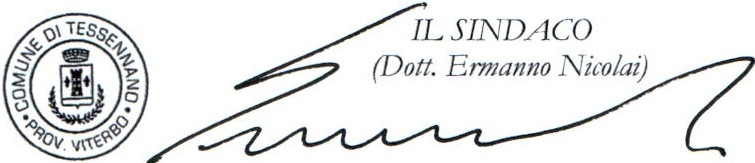 COMUNE DI TESSENNANO
• PROV. VITERBO •
IL SINDACO
(Dott. Ermanno Nicolai)